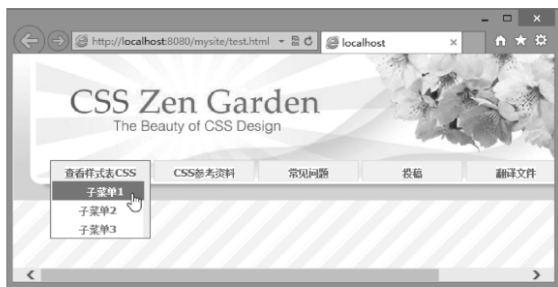 http://localhost:8080/mysite/test.html
localhost
CSS Zen Garden
The Beauty of CSS Design
查看样式表CSS
CSS参考资料
常见问题
投稿
翻译文件
子菜单1
子菜单2
子菜单3